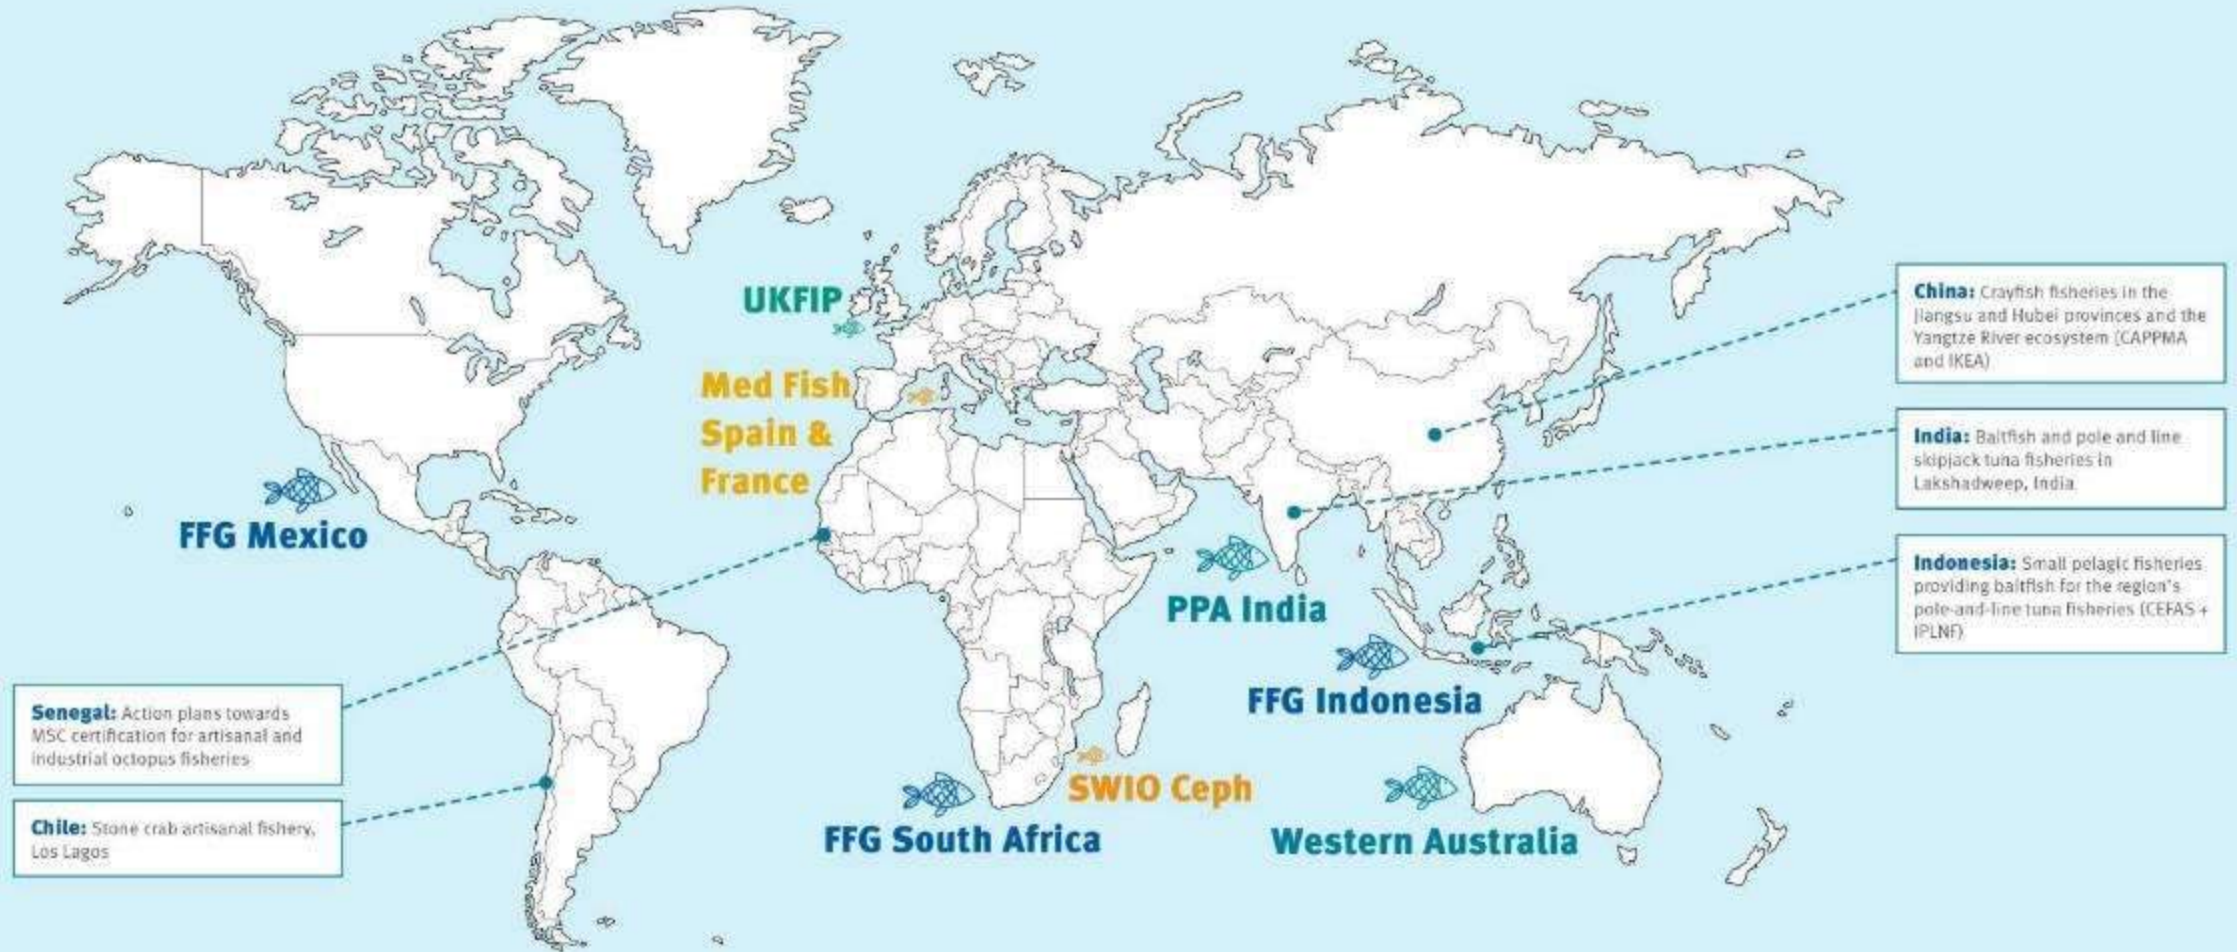 UKFIP
Med Fish
Spain &
France
FFG Mexico
PPA India
FFG Indonesia
SWIO Ceph
FFG South Africa
Western Australia
China: Crayfish fisheries in the
Jiangsu and Hubei provinces and the
Yangtze River ecosystem (CAPPMA
and IKEA)
India: Baitfish and pole and line
skipjack tuna fisheries in
Lakshadweep, India
Indonesia: Small pelagic fisheries
providing baitfish for the region's
pole-and-line tuna fisheries (CEFAS +
IPLNF)
Senegal: Action plans towards
MSC certification for artisanal and
industrial octopus fisheries
Chile: Stone crab artisanal fishery,
Los Lagos